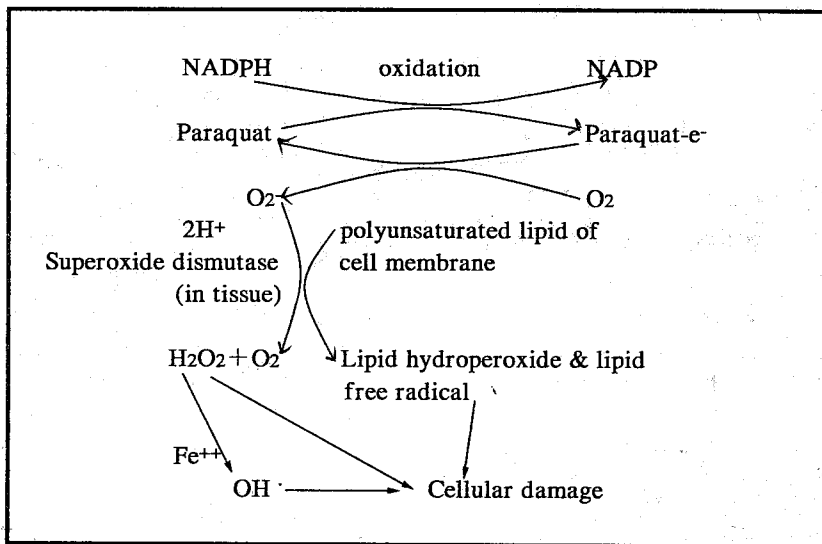 NADPH oxidation NADP
Paraquat Paraquat-e-
O2- O2
2H+
Superoxide dismutase
(in tissue)
polyunsaturated lipid of
cell membrane
H2O2+O2
Lipid hydroperoxide & lipid
free radical
Fe++
OH · Cellular damage